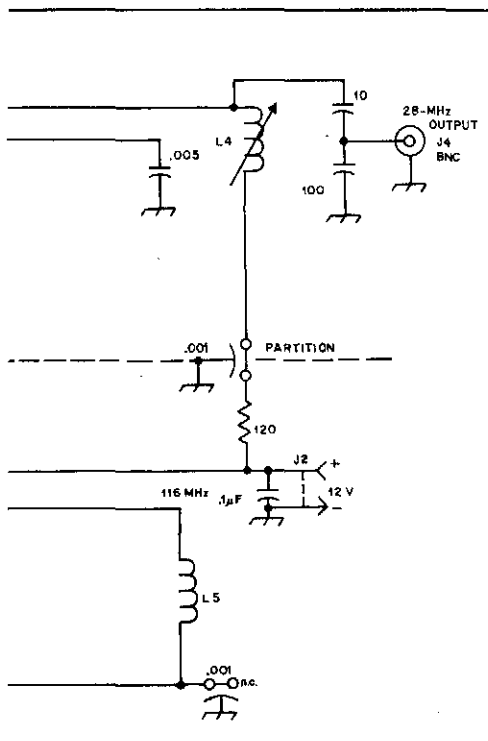 10
28-MHz
OUTPUT
J4
BNC
L4
.005
100
.001
PARTITION
120
J2
+
116 MHz
.1µF
12 V
–
L5
.001
n.c.